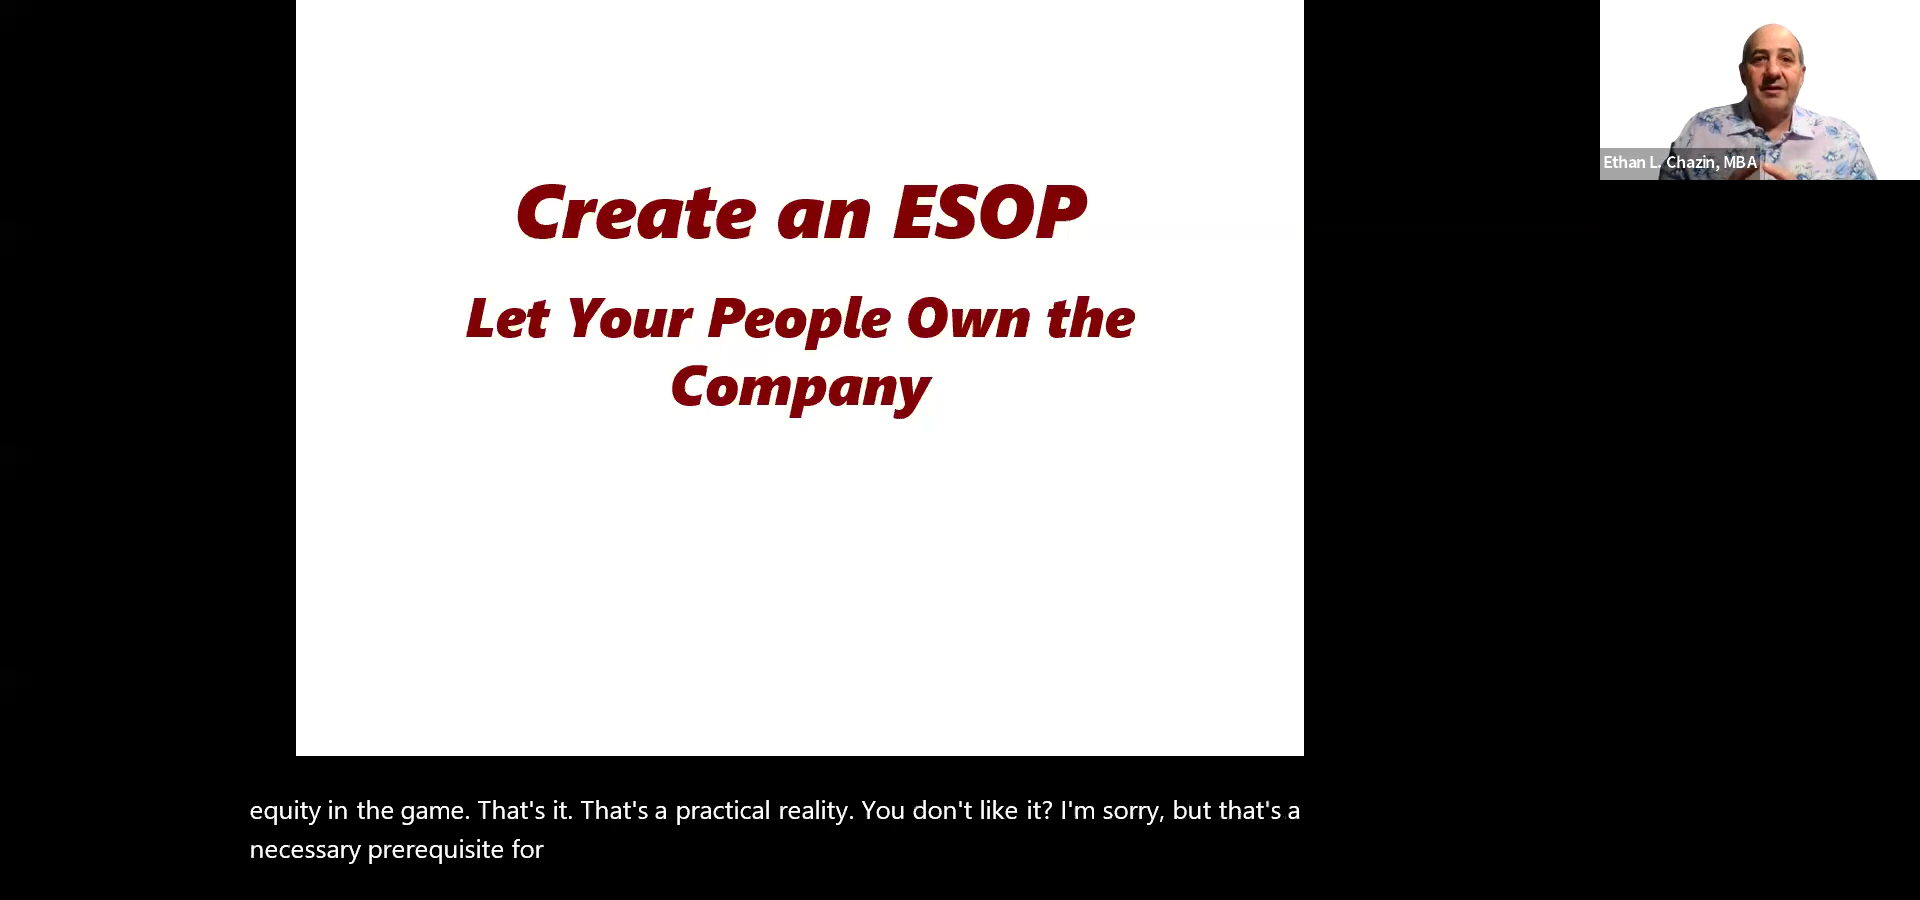 Create an ESOP
Let Your People Own the
Company
Ethan L. Chazin, MBA
equity in the game. That's it. That's a practical reality. You don't like it? I'm sorry, but that's a
necessary prerequisite for